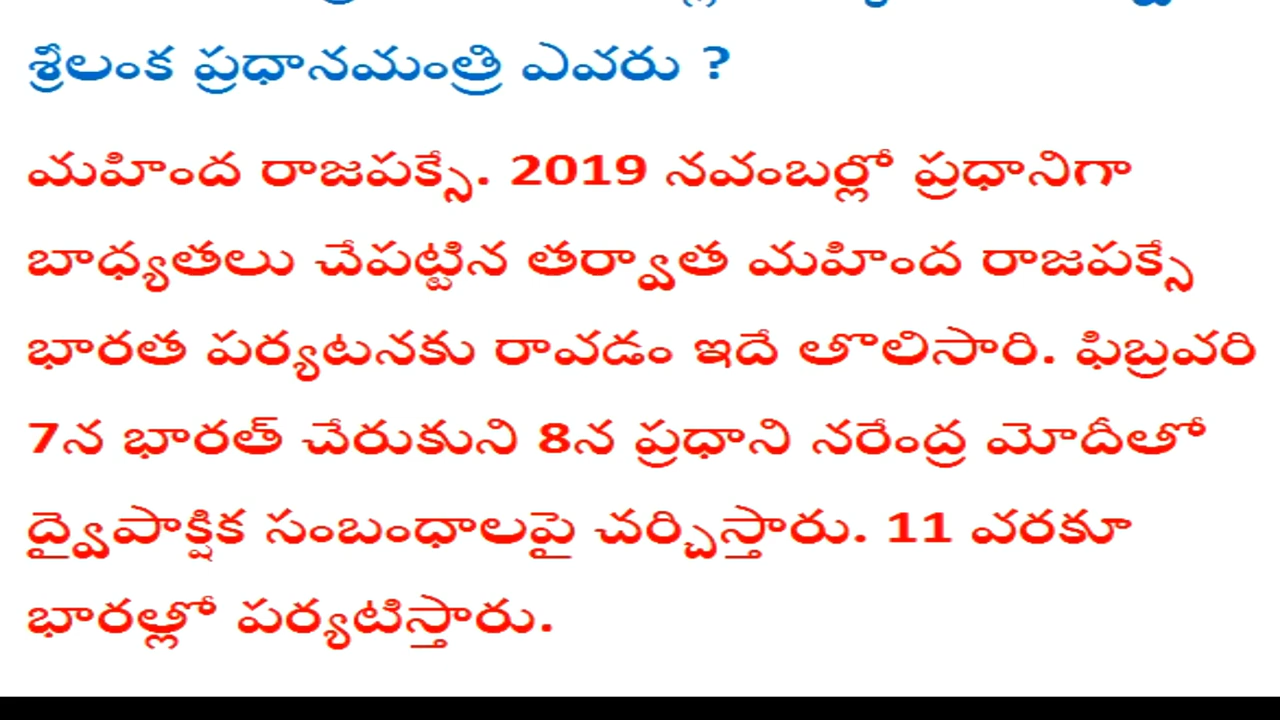 శ్రీలంక ప్రధానమంత్రి ఎవరు ?
మహింద రాజపక్సే. 2019 నవంబర్లో ప్రధానిగా
బాధ్యతలు చేపట్టిన తర్వాత మహింద రాజపక్సే
భారత పర్యటనకు రావడం ఇదే తొలిసారి. ఫిబ్రవరి
7న భారత్ చేరుకుని 8న ప్రధాని నరేంద్ర మోదీతో
ద్వైపాక్షిక సంబంధాలపై చర్చిస్తారు. 11 వరకూ
భారత్లో పర్యటిస్తారు.